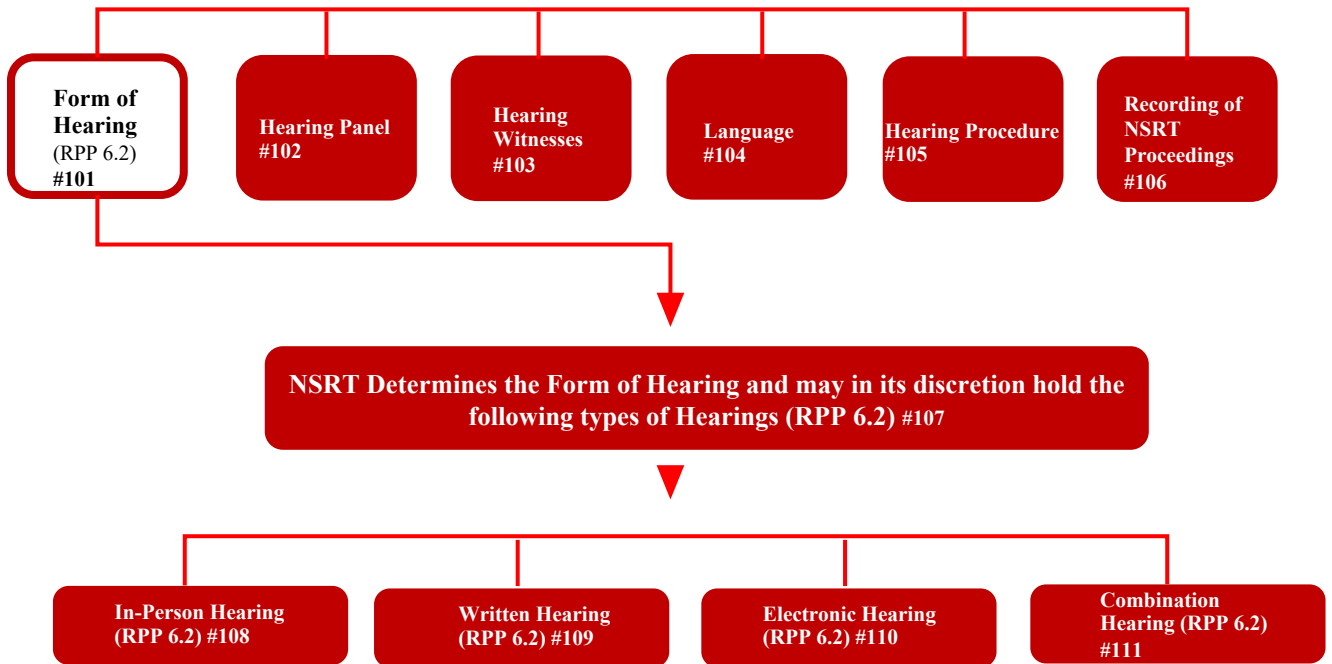 Form of
Hearing
(RPP 6.2)
#101
Hearing Panel
#102
Hearing
Witnesses
#103
Language
#104
Hearing Procedure
#105
Recording of
NSRT
Proceedings
#106
NSRT Determines the Form of Hearing and may in its discretion hold the
following types of Hearings (RPP 6.2) #107
In-Person Hearing
(RPP 6.2) #108
Written Hearing
(RPP 6.2) #109
Electronic Hearing
(RPP 6.2) #110
Combination
Hearing (RPP 6.2)
#111